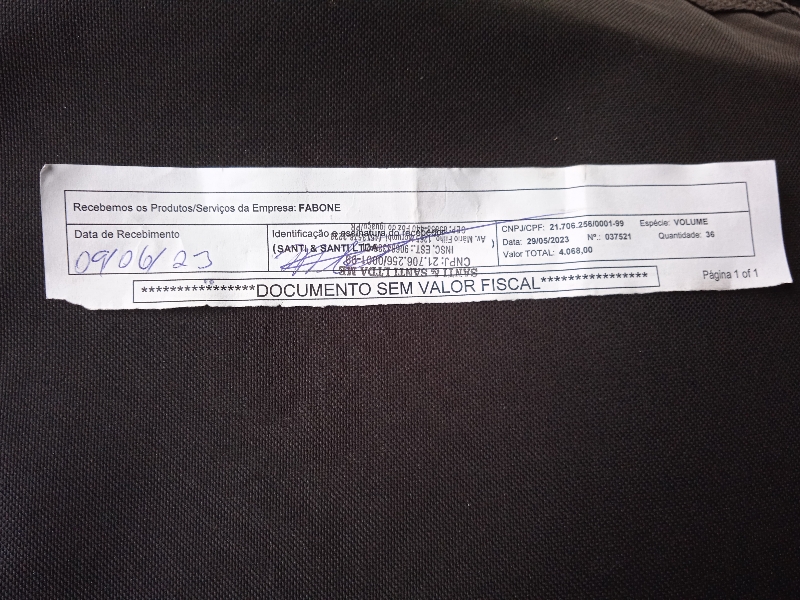 Recebemos os Produtos/Serviços da Empresa: FABONE
Data de Recebimento
09/06/23
Identificação e assinatura do recebedor
(SANTI & SANTI LTDA )
CNPJ/CPF: 21.706.256/0001-99 Espécie: VOLUME
Data: 29/05/2023 Nº.: 037521 Quantidade: 36
Valor TOTAL: 4.068,00
SANTI & SANTI LTDA ME
CNPJ: 21.706.256/0001-99
INSC. EST.:
Av. Mário Filho,
Página 1 of 1
****************DOCUMENTO SEM VALOR FISCAL****************